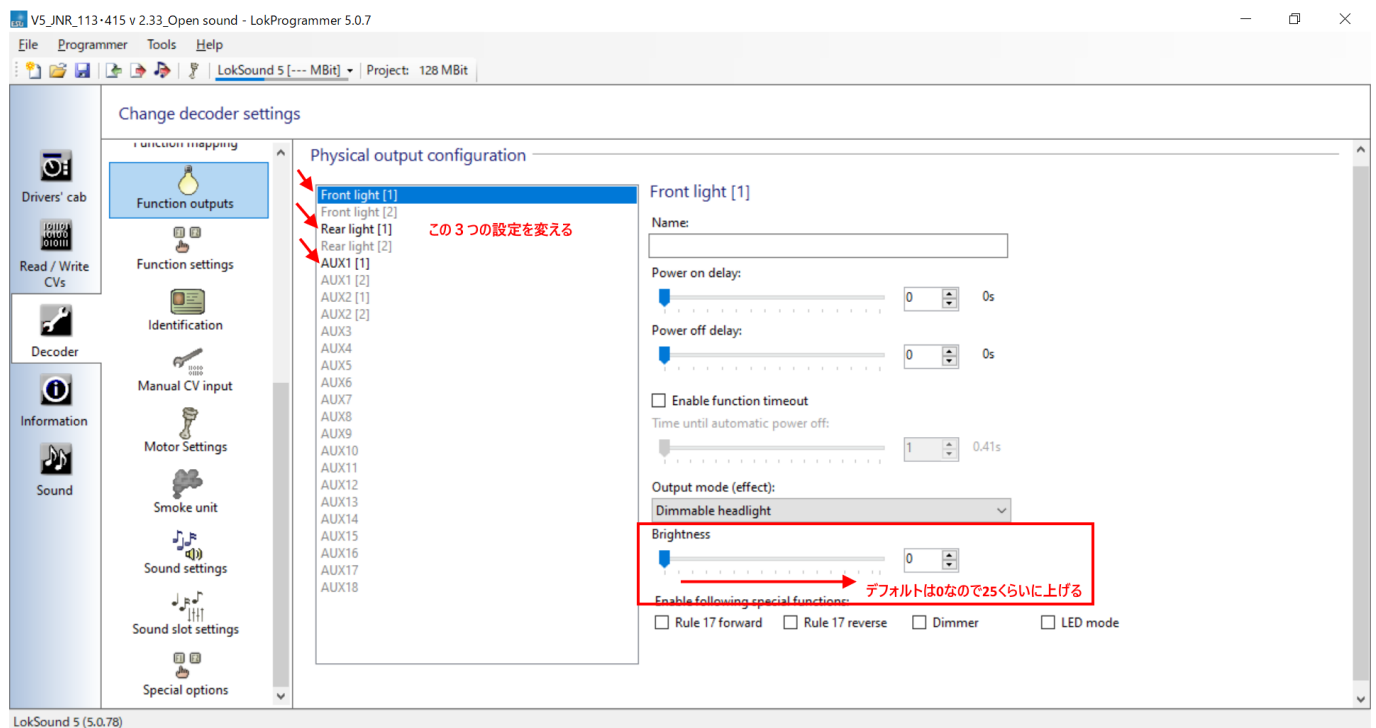 V5_JNR_113・415 v 2.33_Open sound - LokProgrammer 5.0.7
File Programmer Tools Help
LokSound 5 [--- MBit] Project: 128 MBit
Change decoder settings
Drivers' cab
Read / Write
CVs
Decoder
Information
Sound
Function mapping
Function outputs
Function settings
Identification
Manual CV input
Motor Settings
Smoke unit
Sound settings
Sound slot settings
Special options
Physical output configuration
Front light [1]
Front light [2]
Rear light [1]
この３つの設定を変える
Rear light [2]
AUX1 [1]
AUX1 [2]
AUX2 [1]
AUX2 [2]
AUX3
AUX4
AUX5
AUX6
AUX7
AUX8
AUX9
AUX10
AUX11
AUX12
AUX13
AUX14
AUX15
AUX16
AUX17
AUX18
Front light [1]
Name:
Power on delay:
0 0s
Power off delay:
0 0s
Enable function timeout
Time until automatic power off:
1 0.41s
Output mode (effect):
Dimmable headlight
Brightness
0
デフォルトは0なので25くらいに上げる
Enable following special functions:
Rule 17 forward Rule 17 reverse Dimmer LED mode
LokSound 5 (5.0.78)